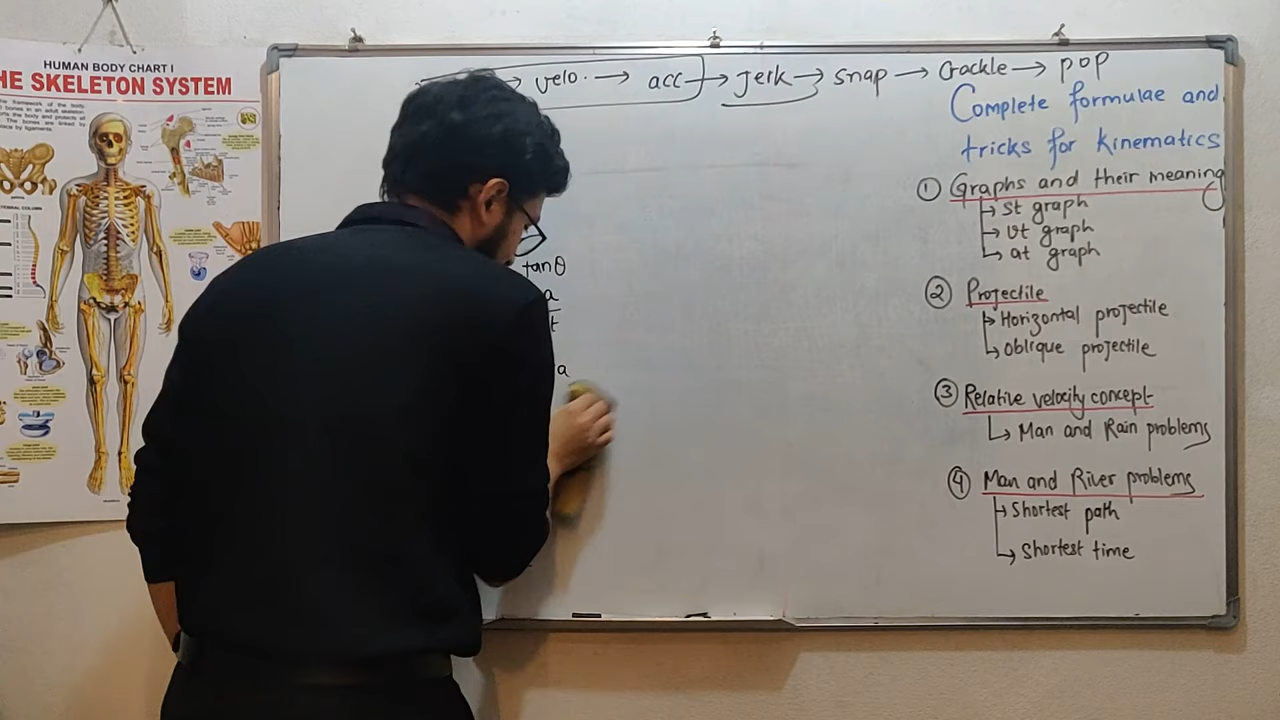 HUMAN BODY CHART I
HE SKELETON SYSTEM
→ velo. → acc → Jerk → snap → Crackle → pop
Complete formulae and
tricks for Kinematics
① Graphs and their meaning
→ st graph
→ vt graph
→ at graph
② Projectile
→ Horizontal projectile
→ Oblique projectile
③ Relative velocity concept
→ Man and Rain problems
④ Man and River problems
→ Shortest path
→ Shortest time
tanθ
a
t
a